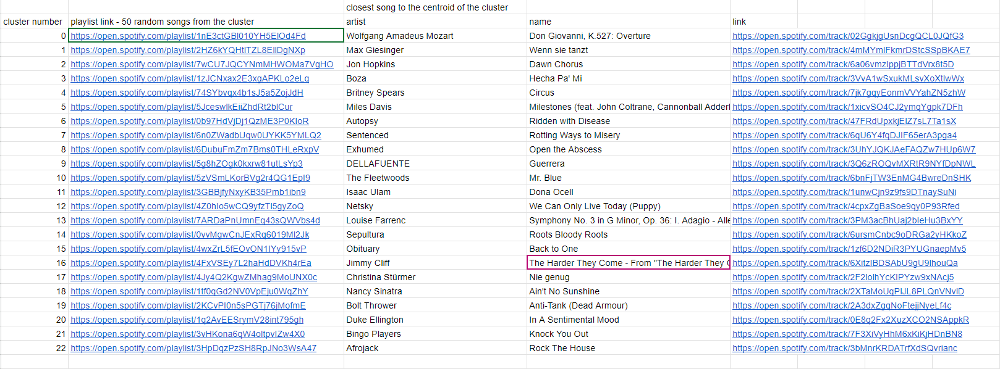 closest song to the centroid of the cluster
cluster number playlist link - 50 random songs from the cluster artist name link
0 https://open.spotify.com/playlist/1nE3ctGBl010YH5ElOd4Fd Wolfgang Amadeus Mozart Don Giovanni, K.527: Overture https://open.spotify.com/track/02GgkjgUsnDcgQCL0JQfG3
1 https://open.spotify.com/playlist/2HZ6kYQHtITZL8EIlDgNXp Max Giesinger Wenn sie tanzt https://open.spotify.com/track/4mMYmIFkmrDStcSSpBKAE7
2 https://open.spotify.com/playlist/7wCU7JQCYNmMHWOMa7VgHO Jon Hopkins Dawn Chorus https://open.spotify.com/track/6a06vmzIppjBTTdVrx8t5D
3 https://open.spotify.com/playlist/1zJCNxax2E3xgAPKLo2eLq Boza Hecha Pa' Mi https://open.spotify.com/track/3VvA1wSxukMLsvXoXtlwWx
4 https://open.spotify.com/playlist/74SYbvqx4b1sJ5a5ZojJdH Britney Spears Circus https://open.spotify.com/track/7jk7gqyEonmVVYahZN5zhW
5 https://open.spotify.com/playlist/5JceswIkEiiZhdRt2blCur Miles Davis Milestones (feat. John Coltrane, Cannonball Adderl https://open.spotify.com/track/1xicvSO4CJ2ymqYgpk7DFh
6 https://open.spotify.com/playlist/0b97HdVjDj1QzME3P0KIoR Autopsy Ridden with Disease https://open.spotify.com/track/47FRdUpxkjEIZ7sL7Ta1sX
7 https://open.spotify.com/playlist/6n0ZWadbUqw0UYKK5YMLQ2 Sentenced Rotting Ways to Misery https://open.spotify.com/track/6qU6Y4fqDJIF65erA3pga4
8 https://open.spotify.com/playlist/6DubuFmZm7Bms0THLeRxpV Exhumed Open the Abscess https://open.spotify.com/track/3UhYJQKJAeFAQZw7HUp6W7
9 https://open.spotify.com/playlist/5g8hZOgk0kxrw81utLsYp3 DELLAFUENTE Guerrera https://open.spotify.com/track/3Q6zROQvMXRtR9NYfDpNWL
10 https://open.spotify.com/playlist/5zVSmLKorBVg2r4QG1EpI9 The Fleetwoods Mr. Blue https://open.spotify.com/track/6bnFjTW3EnMG4BwreDnSHK
11 https://open.spotify.com/playlist/3GBBjfyNxyKB35Pmb1ibn9 Isaac Ulam Dona Ocell https://open.spotify.com/track/1unwCjn9z9fs9DTnaySuNi
12 https://open.spotify.com/playlist/4Z0hIo5wCQ9yfzTI5gyZoQ Netsky We Can Only Live Today (Puppy) https://open.spotify.com/track/4cpxZgBaSoe9qy0P93Rfed
13 https://open.spotify.com/playlist/7ARDaPnUmnEq43sQWVbs4d Louise Farrenc Symphony No. 3 in G Minor, Op. 36: I. Adagio - Alle https://open.spotify.com/track/3PM3acBhUaj2bIeHu3BxYY
14 https://open.spotify.com/playlist/0vvMgwCnJExRq6019MI2Jk Sepultura Roots Bloody Roots https://open.spotify.com/track/6ursmCnbc9oDRGa2yHKkoZ
15 https://open.spotify.com/playlist/4wxZrL5fEOvON1IYy915vP Obituary Back to One https://open.spotify.com/track/1zf6D2NDiR3PYUGnaepMv5
16 https://open.spotify.com/playlist/4FxVSEy7L2haHdDVKh4rEa Jimmy Cliff The Harder They Come - From "The Harder They C https://open.spotify.com/track/6XitzIBDSAbU9gU9IhouQa
17 https://open.spotify.com/playlist/4Jy4Q2KgwZMhag9MoUNX0c Christina Stürmer Nie genug https://open.spotify.com/track/2F2IolhYcKIPYzw9xNAcj5
18 https://open.spotify.com/playlist/1tf0qGd2NV0VpEju0WqZhY Nancy Sinatra Ain't No Sunshine https://open.spotify.com/track/2XTaMoUqPIJL8PLQnVNvlD
19 https://open.spotify.com/playlist/2KCvPI0n5sPGTj76jMofmE Bolt Thrower Anti-Tank (Dead Armour) https://open.spotify.com/track/2A3dxZgqNoFtejjNyeLf4c
20 https://open.spotify.com/playlist/1q2AvEESrymV28int795gh Duke Ellington In A Sentimental Mood https://open.spotify.com/track/0E8q2Fx2XuzXCO2NSAppkR
21 https://open.spotify.com/playlist/3vHKona6qW4oltpvIZw4X0 Bingo Players Knock You Out https://open.spotify.com/track/7F3XiVyHhM6xKiKjHDnBN8
22 https://open.spotify.com/playlist/3HpDqzPzSH8RpJNo3WsA47 Afrojack Rock The House https://open.spotify.com/track/3bMnrKRDATrfXdSQvrianc